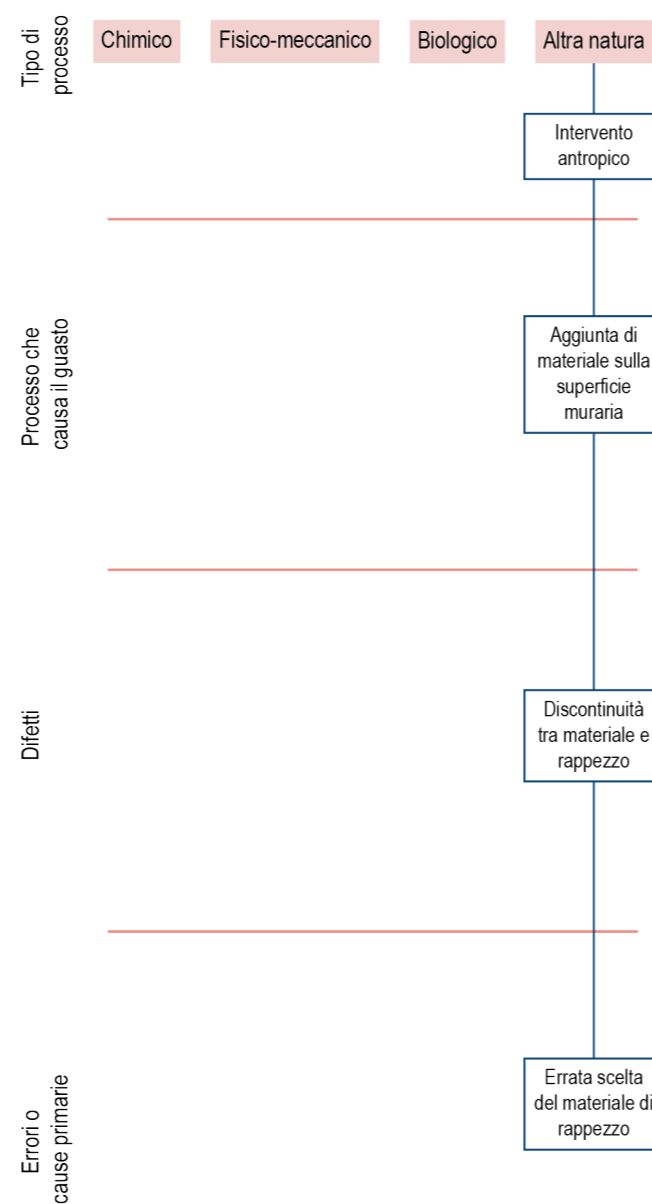 Tipo di
processo
Chimico
Fisico-meccanico
Biologico
Altra natura
Intervento
antropico
Processo che
causa il guasto
Aggiunta di
materiale sulla
superficie
muraria
Difetti
Discontinuità
tra materiale e
rappezzo
Errori o
cause primarie
Errata scelta
del materiale di
rappezzo